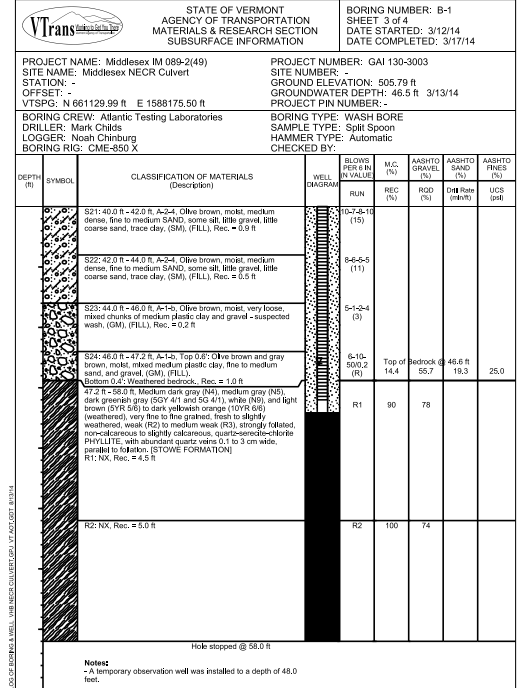 VTrans Working to Get You There
Vermont Agency of Transportation
STATE OF VERMONT
AGENCY OF TRANSPORTATION
MATERIALS & RESEARCH SECTION
SUBSURFACE INFORMATION
BORING NUMBER: B-1
SHEET 3 of 4
DATE STARTED: 3/12/14
DATE COMPLETED: 3/17/14
PROJECT NAME: Middlesex IM 089-2(49)
SITE NAME: Middlesex NECR Culvert
STATION: -
OFFSET: -
VTSPG: N 661129.99 ft E 1588175.50 ft
PROJECT NUMBER: GAI 130-3003
SITE NUMBER: -
GROUND ELEVATION: 505.79 ft
GROUNDWATER DEPTH: 46.5 ft 3/13/14
PROJECT PIN NUMBER: -
BORING CREW: Atlantic Testing Laboratories
DRILLER: Mark Childs
LOGGER: Noah Chinburg
BORING RIG: CME-850 X
BORING TYPE: WASH BORE
SAMPLE TYPE: Split Spoon
HAMMER TYPE: Automatic
CHECKED BY:
DEPTH
(ft)
SYMBOL
CLASSIFICATION OF MATERIALS
(Description)
WELL
DIAGRAM
BLOWS
PER 6 IN
(N VALUE)
RUN
M.C.
(%)
REC
(%)
AASHTO
GRAVEL
(%)
RQD
(%)
AASHTO
SAND
(%)
Drill Rate
(min/ft)
AASHTO
FINES
(%)
UCS
(psi)
S21: 40.0 ft - 42.0 ft, A-2-4, Olive brown, moist, medium
dense, fine to medium SAND, some silt, little gravel, little
coarse sand, trace clay, (SM), (FILL), Rec. = 0.9 ft
10-7-8-10
(15)
S22: 42.0 ft - 44.0 ft, A-2-4, Olive brown, moist, medium
dense, fine to medium SAND, some silt, little gravel, little
coarse sand, trace clay, (SM), (FILL), Rec. = 0.5 ft
8-6-5-5
(11)
S23: 44.0 ft - 46.0 ft, A-1-b, Olive brown, moist, very loose,
mixed chunks of medium plastic clay and gravel - suspected
wash, (GM), (FILL), Rec. = 0.2 ft
5-1-2-4
(3)
S24: 46.0 ft - 47.2 ft, A-1-b, Top 0.6': Olive brown and gray
brown, moist, mixed medium plastic clay, fine to medium
sand, and gravel, (GM), (FILL).
Bottom 0.4': Weathered bedrock., Rec. = 1.0 ft
6-10-
50/0.2
(R)
Top of Bedrock @ 46.6 ft
14.4 55.7 19.3 25.0
47.2 ft - 58.0 ft, Medium dark gray (N4), medium gray (N5),
dark greenish gray (5GY 4/1 and 5G 4/1), white (N9), and light
brown (5YR 5/6) to dark yellowish orange (10YR 6/6)
(weathered), very fine to fine grained, fresh to slightly
weathered, weak (R2) to medium weak (R3), strongly foliated,
non-calcareous to slightly calcareous, quartz-serecite-chlorite
PHYLLITE, with abundant quartz veins 0.1 to 3 cm wide,
parallel to foliation. [STOWE FORMATION]
R1: NX, Rec. = 4.5 ft
R1 90 78
R2: NX, Rec. = 5.0 ft
R2 100 74
Hole stopped @ 58.0 ft
Notes:
- A temporary observation well was installed to a depth of 48.0
feet.
OG OF BORING & WELL VHB NECR CULVERT.GPJ VT AOT.GDT 8/13/14